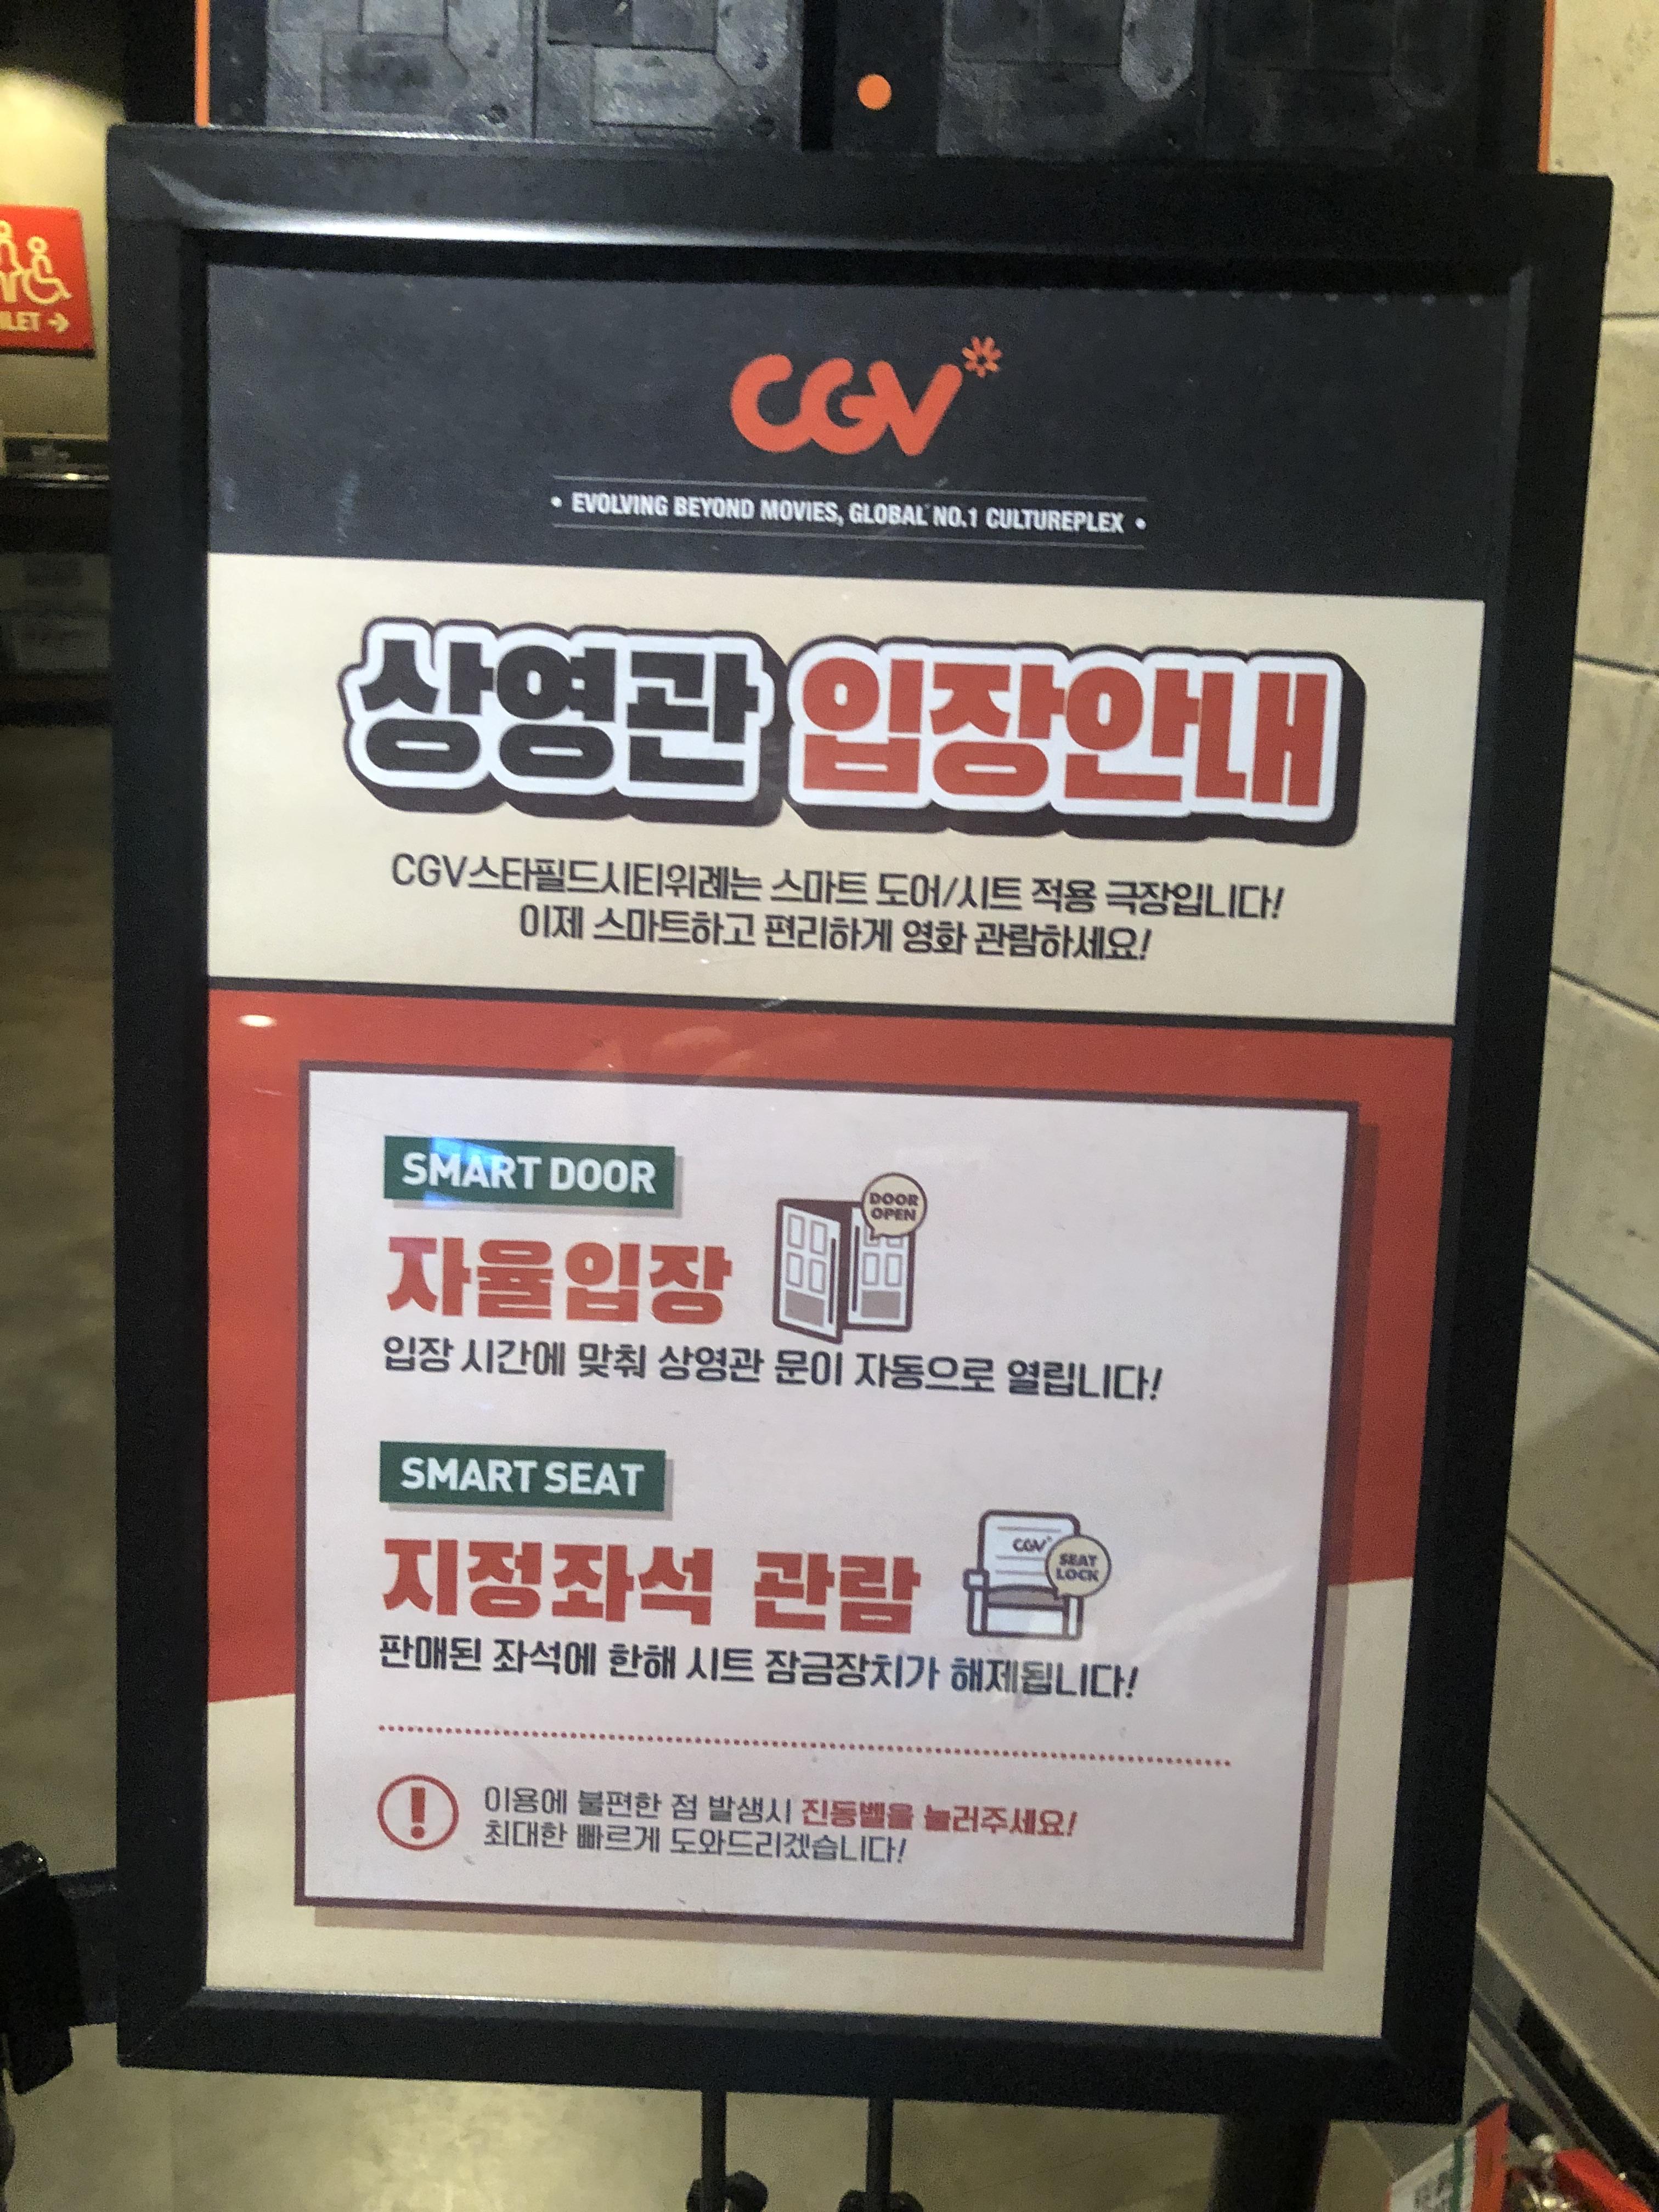 CGV
• EVOLVING BEYOND MOVIES, GLOBAL NO.1 CULTUREPLEX •
상영관 입장안내
CGV스타필드시티위례는 스마트 도어/시트 적용 극장입니다!
이제 스마트하고 편리하게 영화 관람하세요!
SMART DOOR
DOOR
OPEN
자율입장
입장 시간에 맞춰 상영관 문이 자동으로 열립니다!
SMART SEAT
CGV
SEAT
LOCK
지정좌석 관람
판매된 좌석에 한해 시트 잠금장치가 해제됩니다!
이용에 불편한 점 발생시 진동벨을 눌러주세요!
최대한 빠르게 도와드리겠습니다!